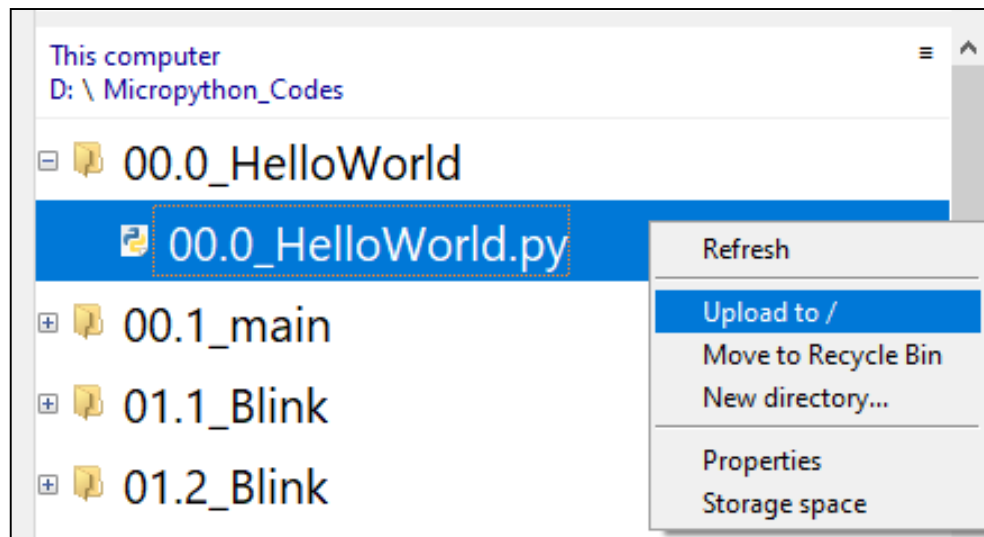 This computer
D: \ Micropython_Codes
00.0_HelloWorld
00.0_HelloWorld.py
Refresh
Upload to /
00.1_main
Move to Recycle Bin
New directory...
01.1_Blink
Properties
01.2_Blink
Storage space